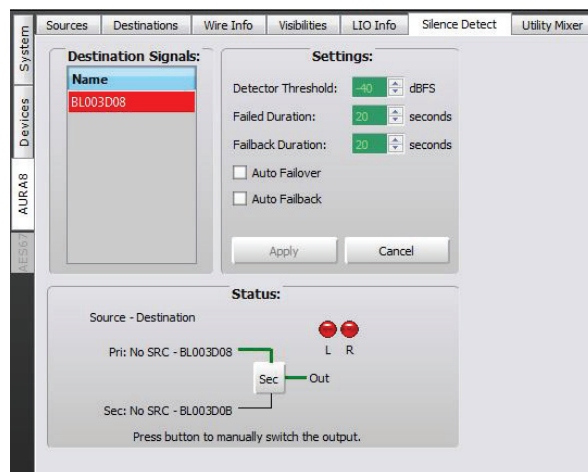 Sources
Destinations
Wire Info
Visibilities
LIO Info
Silence Detect
Utility Mixer
System
Devices
AURA8
AES67
Destination Signals:
Name
BL003D08
Settings:
Detector Threshold: -40 dBFS
Failed Duration: 20 seconds
Failback Duration: 20 seconds
Auto Failover
Auto Failback
Apply
Cancel
Status:
Source - Destination
L R
Pri: No SRC - BL003D08
Sec
Out
Sec: No SRC - BL003D0B
Press button to manually switch the output.